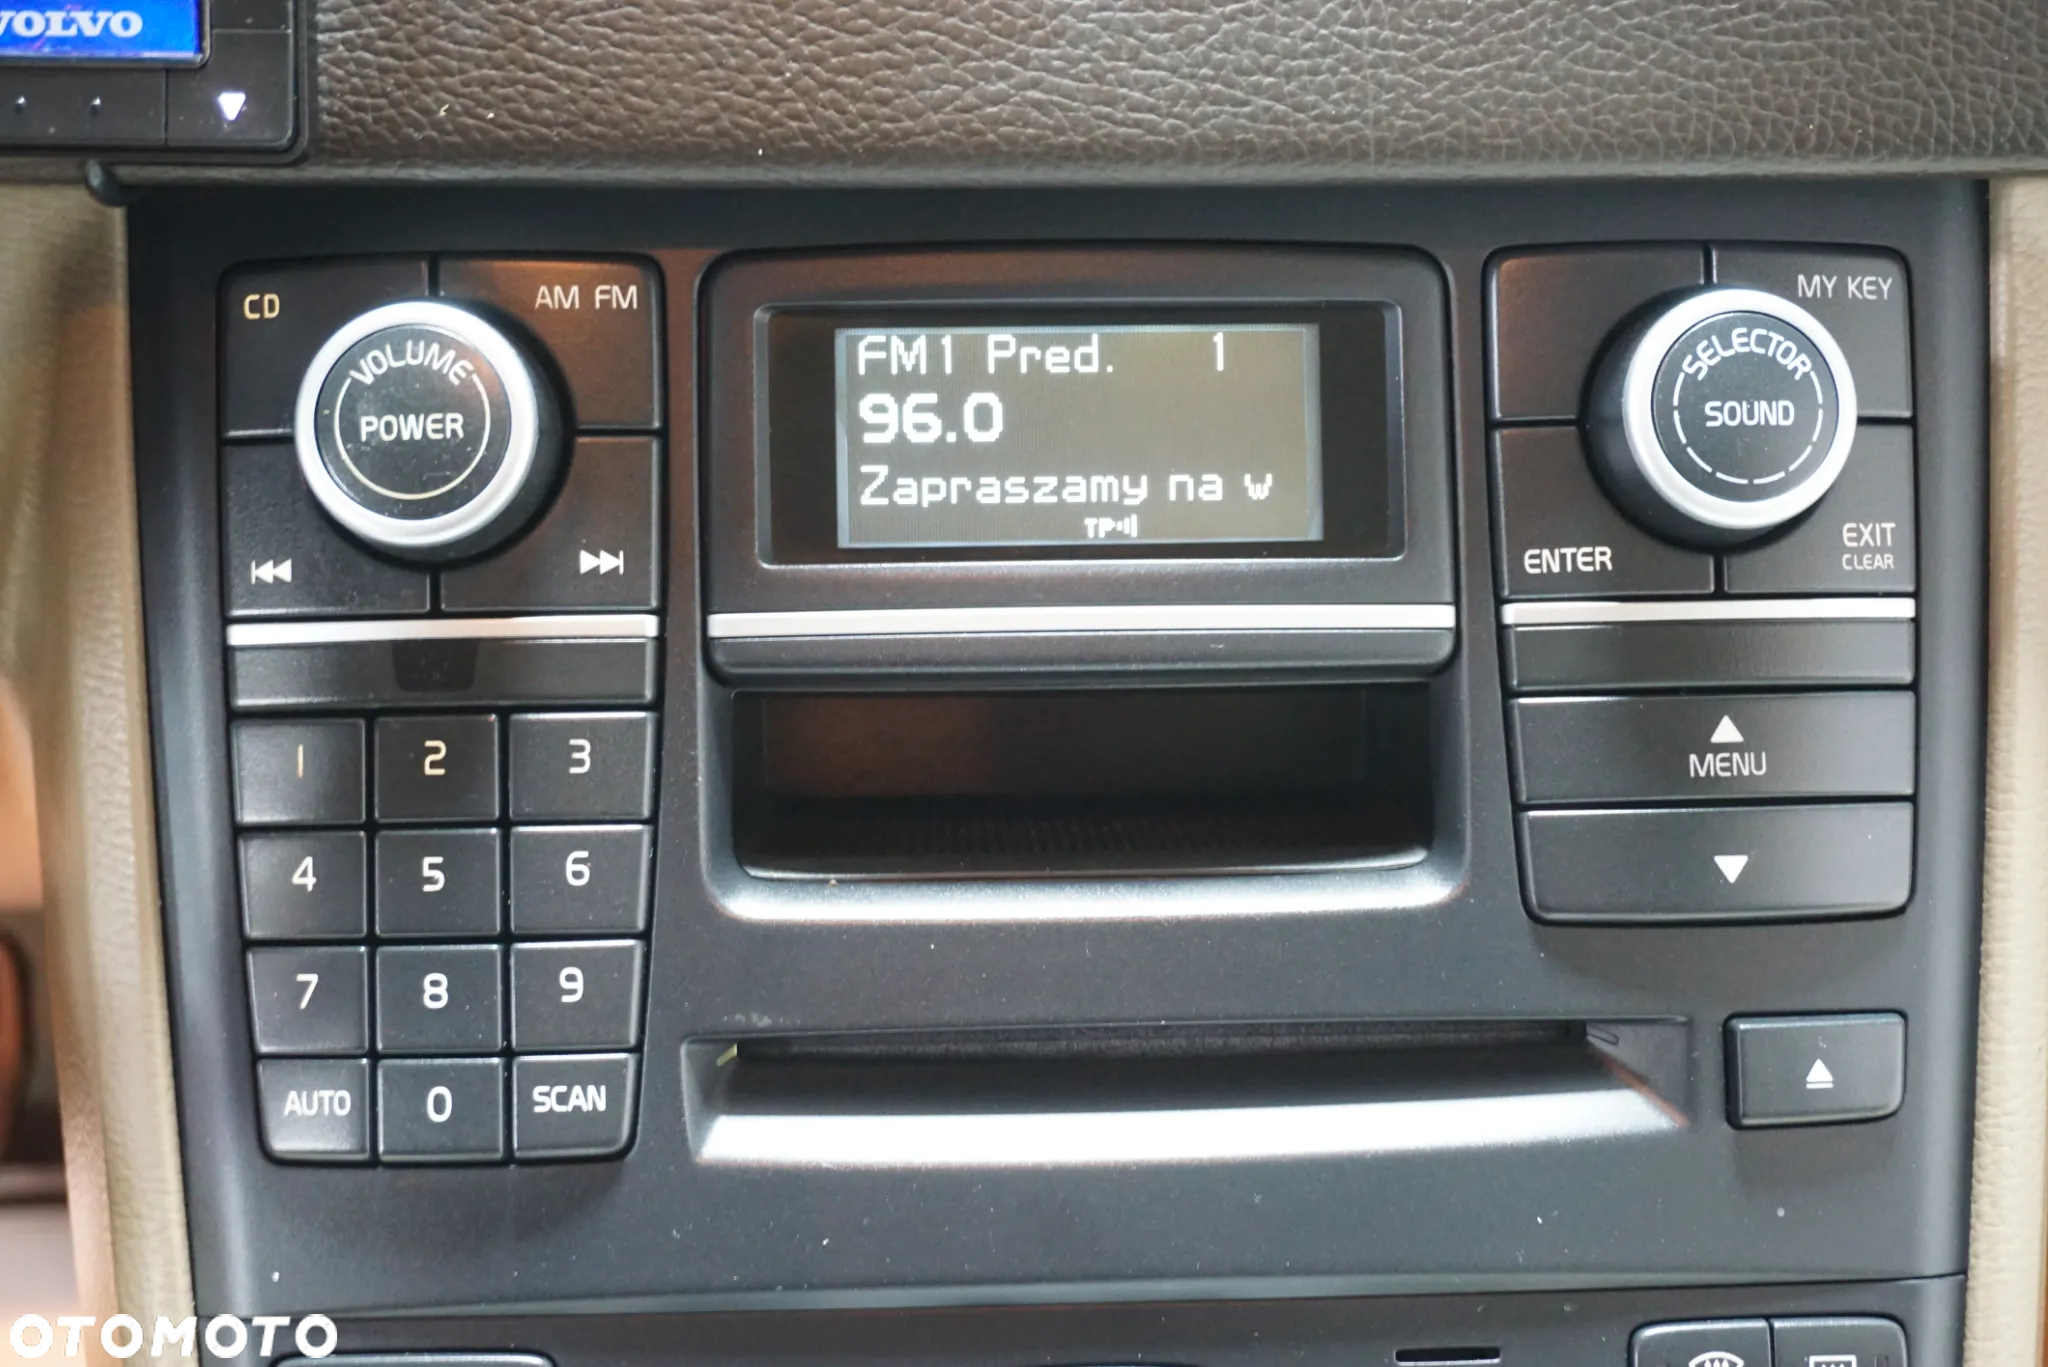 VOLVO
CD
AM FM
VOLUME
POWER
FM1 Pred. 1
96.0
Zapraszamy na w
TP
MY KEY
SELECTOR
SOUND
ENTER
EXIT
CLEAR
1 2 3
4 5 6
7 8 9
AUTO 0 SCAN
MENU
OTOMOTO